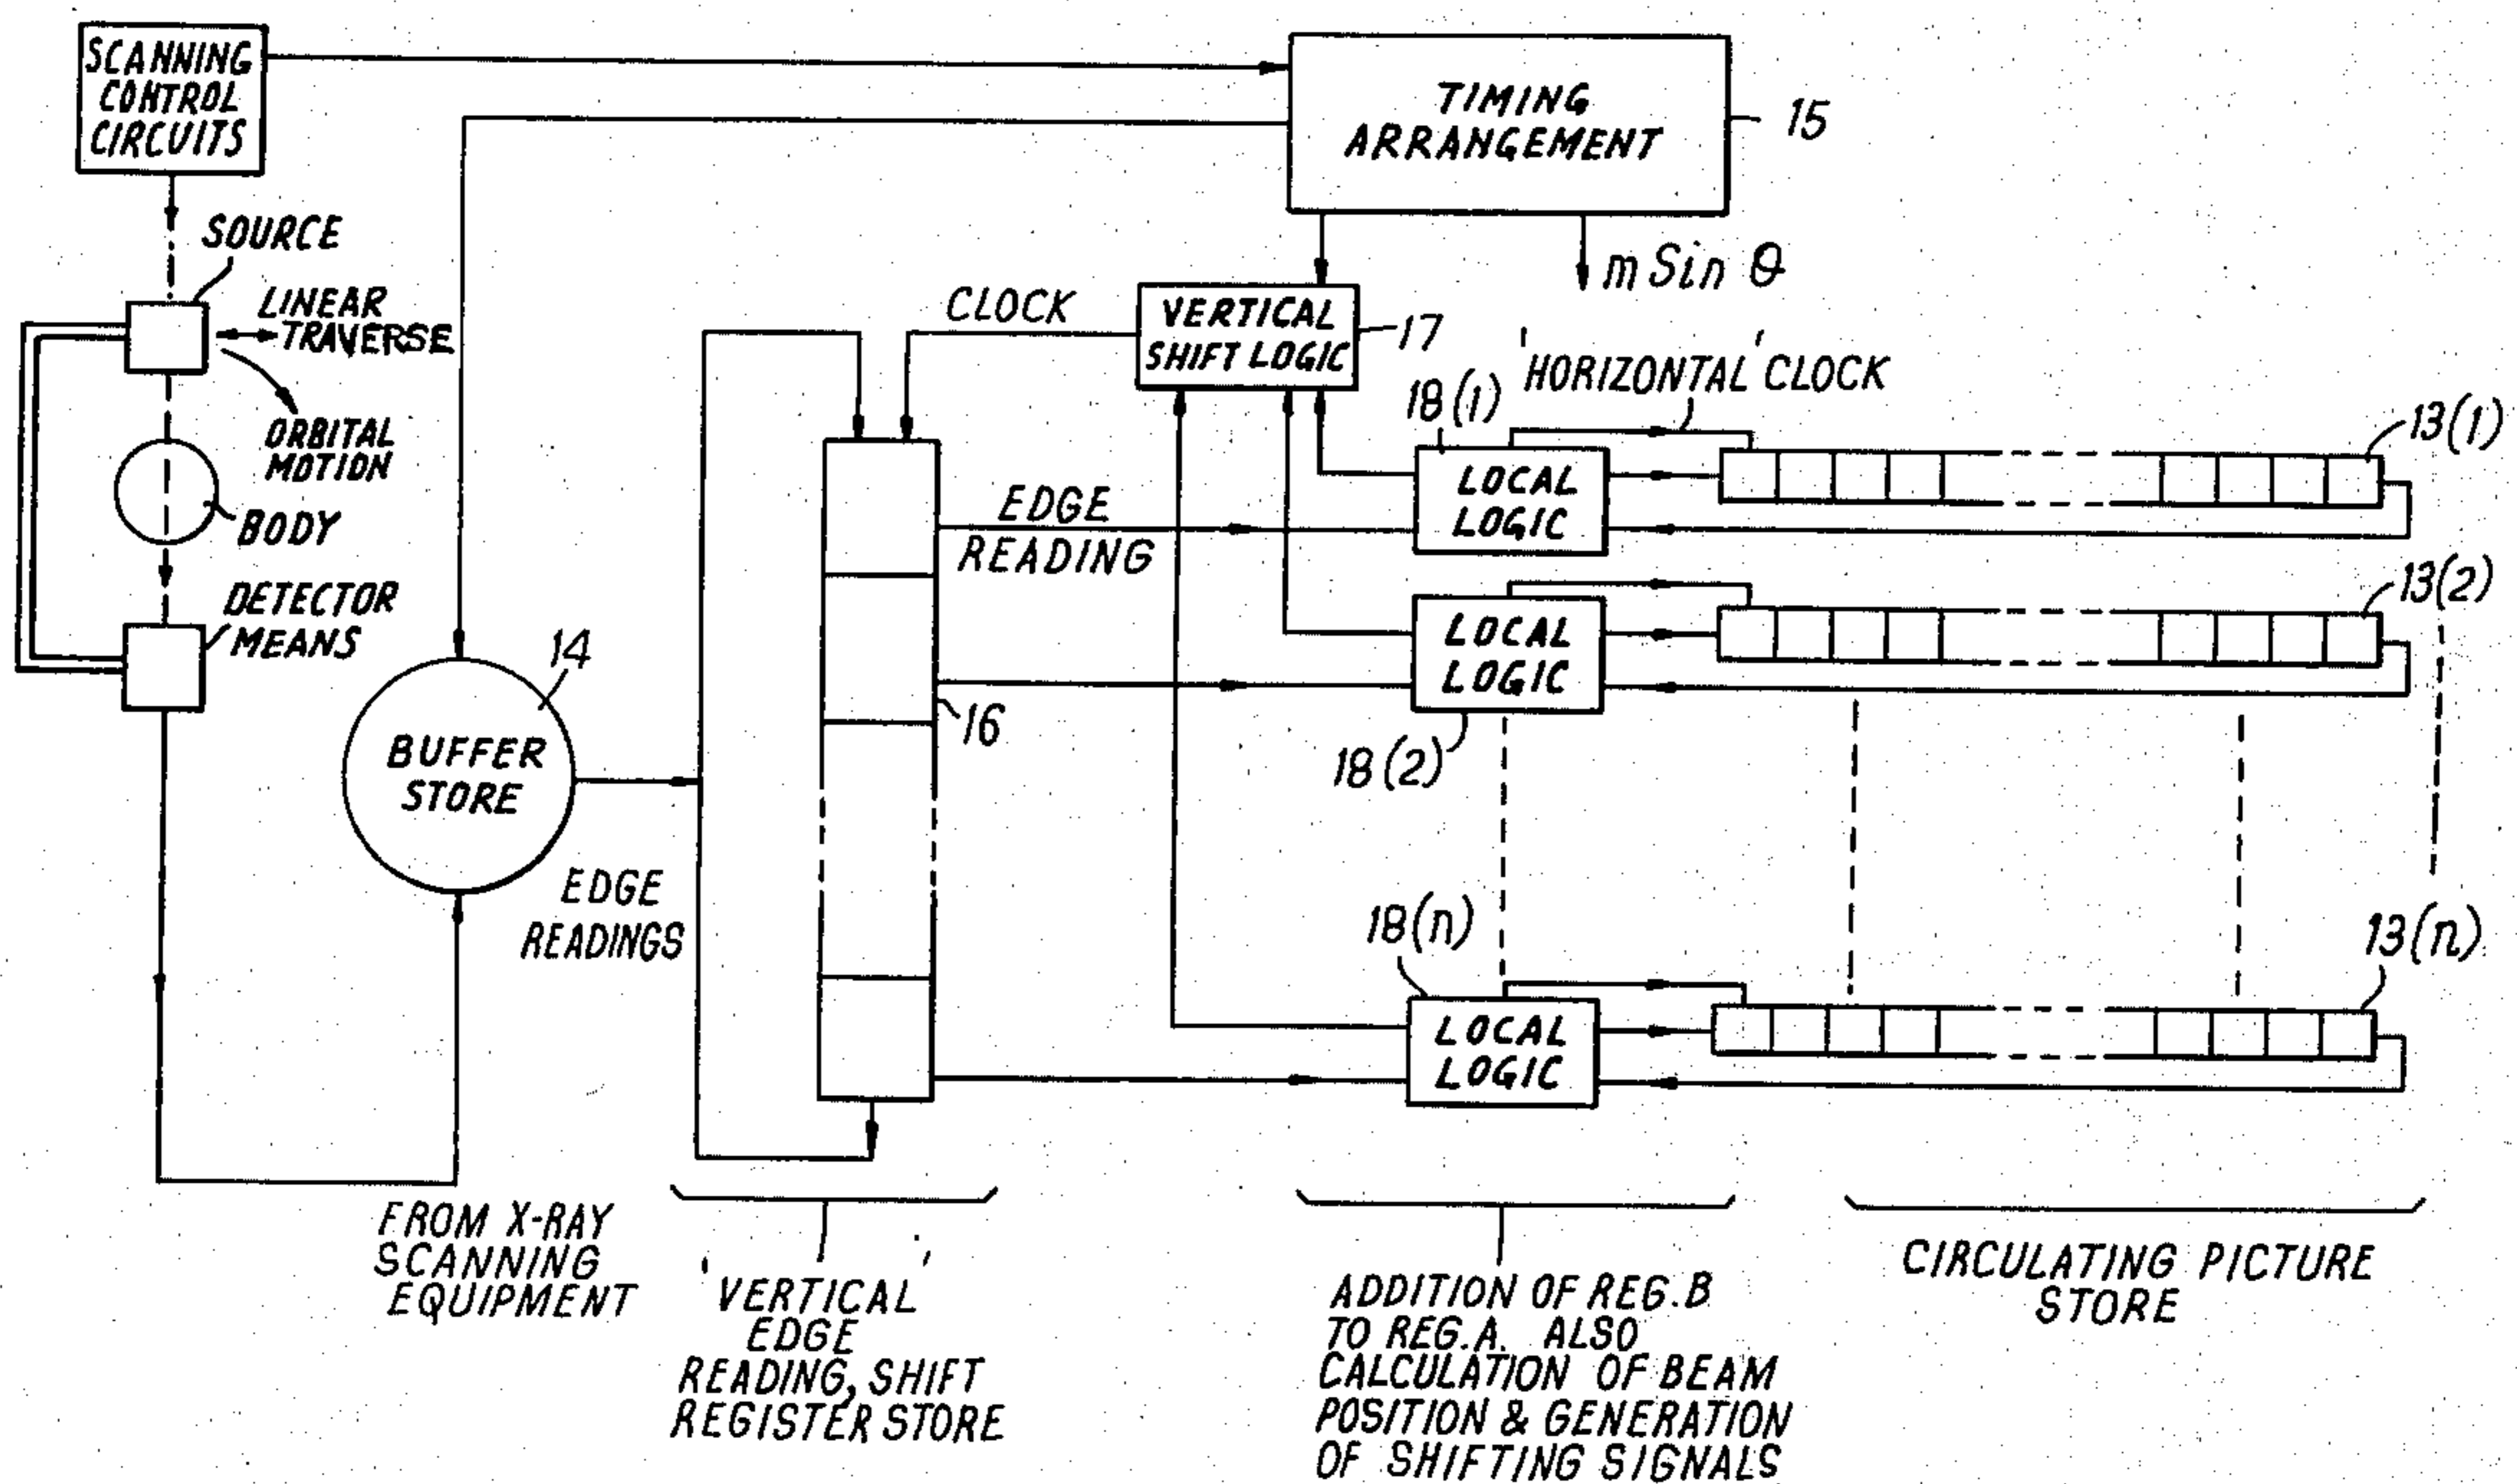 SCANNING
CONTROL
CIRCUITS
TIMING
ARRANGEMENT
15
SOURCE
m Sin θ
LINEAR
TRAVERSE
CLOCK
VERTICAL
SHIFT LOGIC
17
'HORIZONTAL' CLOCK
18(1)
13(1)
ORBITAL
MOTION
LOCAL
LOGIC
EDGE
READING
BODY
13(2)
DETECTOR
MEANS
LOCAL
LOGIC
14
16
BUFFER
STORE
18(2)
EDGE
READINGS
18(n)
13(n)
LOCAL
LOGIC
FROM X-RAY
SCANNING
EQUIPMENT
'VERTICAL'
EDGE
READING, SHIFT
REGISTER STORE
ADDITION OF REG.B
TO REG.A. ALSO
CALCULATION OF BEAM
POSITION & GENERATION
OF SHIFTING SIGNALS
CIRCULATING PICTURE
STORE